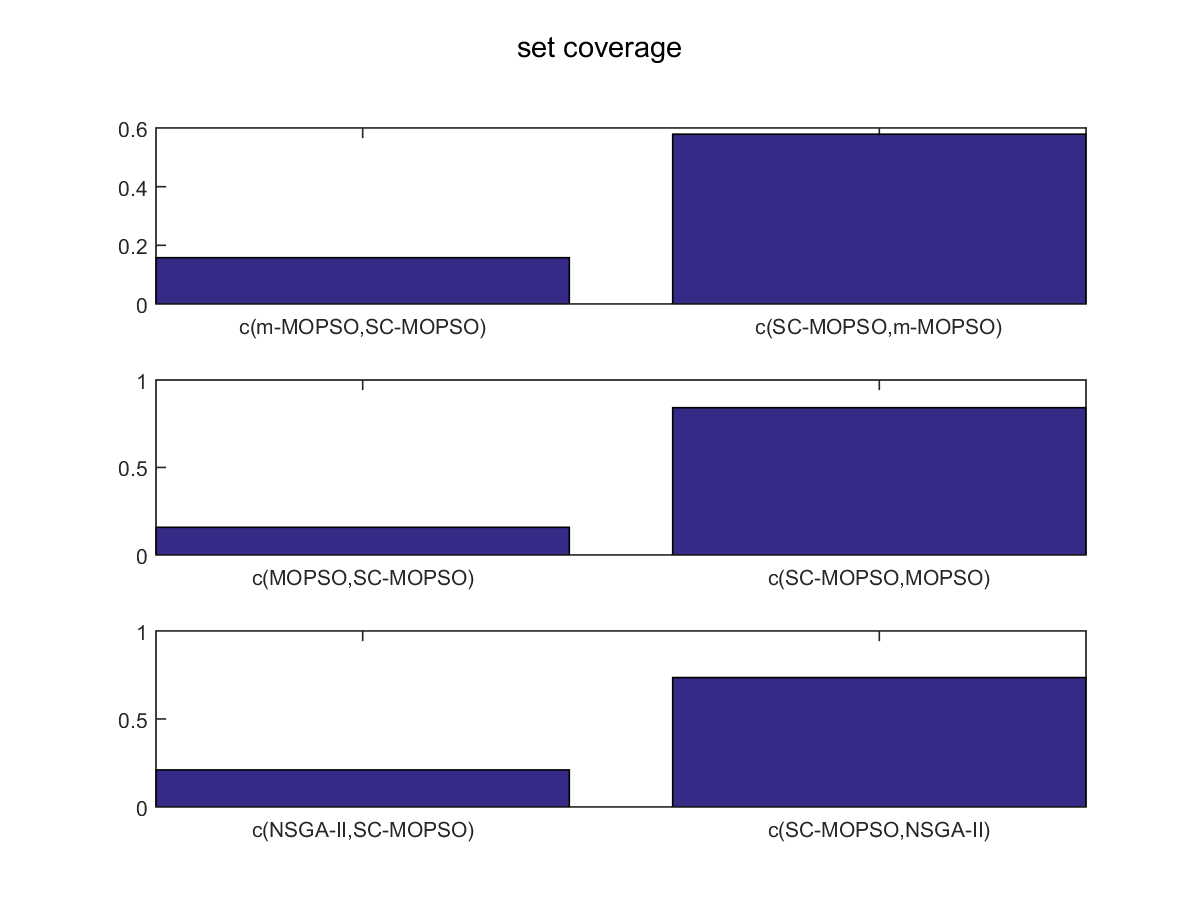 set coverage
0.6
0.4
0.2
0
c(m-MOPSO,SC-MOPSO) c(SC-MOPSO,m-MOPSO)
1
0.5
0
c(MOPSO,SC-MOPSO) c(SC-MOPSO,MOPSO)
1
0.5
0
c(NSGA-II,SC-MOPSO) c(SC-MOPSO,NSGA-II)